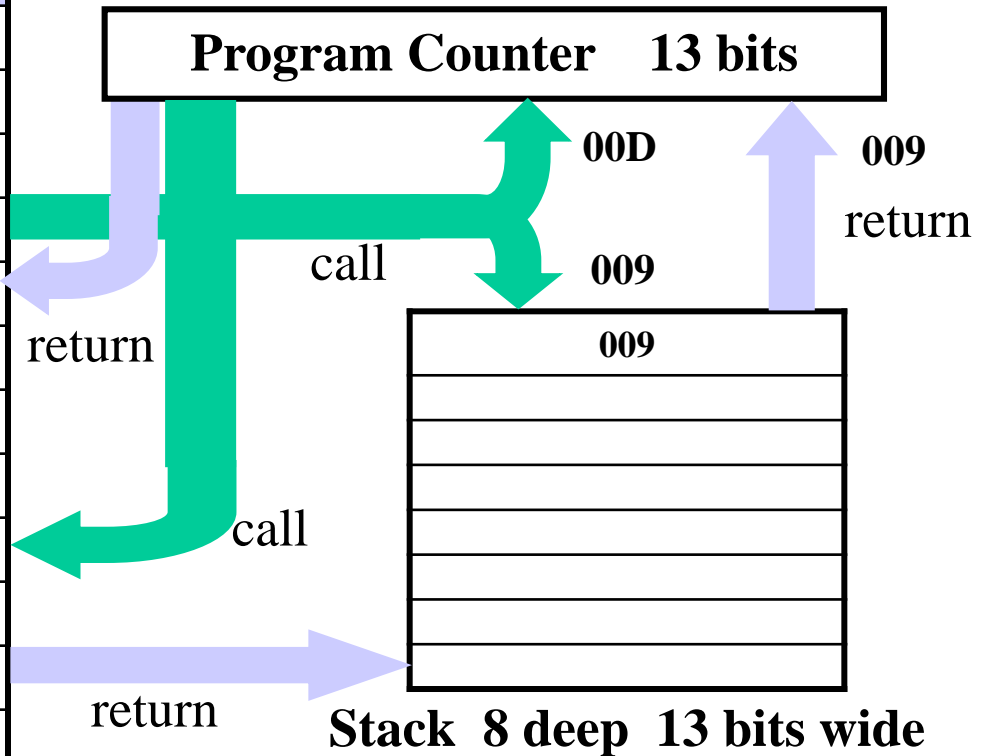 Program Counter 13 bits
00D
009
return
call
009
return
009
call
return
Stack 8 deep 13 bits wide